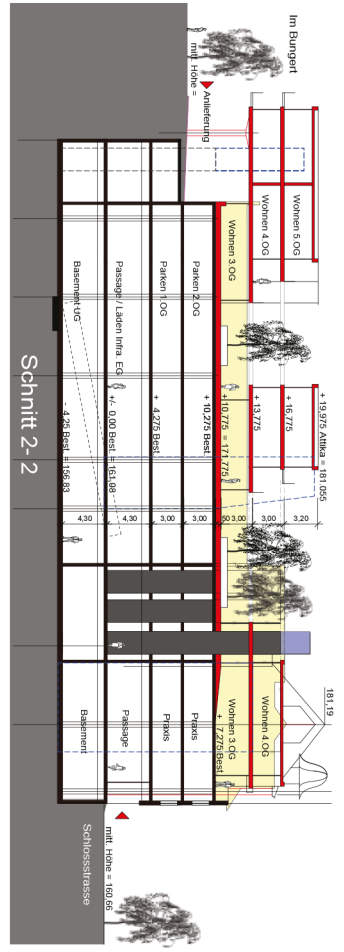 Im Bungert
mitt. Höhe =
Anlieferung
Wohnen 5.OG
Wohnen 4.OG
Wohnen 3.OG
Parken 2.OG
Parken 1.OG
Passage / Läden Infra. EG
Basement UG
+ 19,975 Attika = 181.055
+ 16,775
+ 13,775
+ 10,775 = 171,775
+ 10,275 Best.
+ 4,275 Best.
+/- 0,00 Best. = 161,08
- 4,25 Best. = 156,83
3,20
3,00
3,00
50
3,00
3,00
4,30
4,30
181,19
Wohnen 4.OG
Wohnen 3.OG
+ 7,275 Best.
Praxis
Praxis
Passage
Basement
mitt. Höhe = 160,66
Schlossstrasse
Schnitt 2- 2